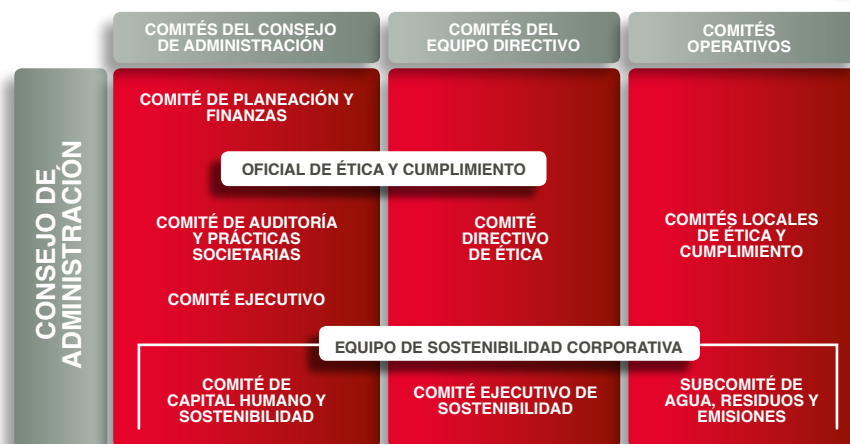 COMITÉS DEL CONSEJO
DE ADMINISTRACIÓN
COMITÉS DEL
EQUIPO DIRECTIVO
COMITÉS
OPERATIVOS
CONSEJO DE
ADMINISTRACIÓN
COMITÉ DE PLANEACIÓN Y
FINANZAS
OFICIAL DE ÉTICA Y CUMPLIMIENTO
COMITÉ DE AUDITORÍA
Y PRÁCTICAS
SOCIETARIAS
COMITÉ
DIRECTIVO
DE ÉTICA
COMITÉS LOCALES
DE ÉTICA Y
CUMPLIMIENTO
COMITÉ EJECUTIVO
EQUIPO DE SOSTENIBILIDAD CORPORATIVA
COMITÉ DE
CAPITAL HUMANO Y
SOSTENIBILIDAD
COMITÉ EJECUTIVO DE
SOSTENIBILIDAD
SUBCOMITÉ DE
AGUA, RESIDUOS Y
EMISIONES